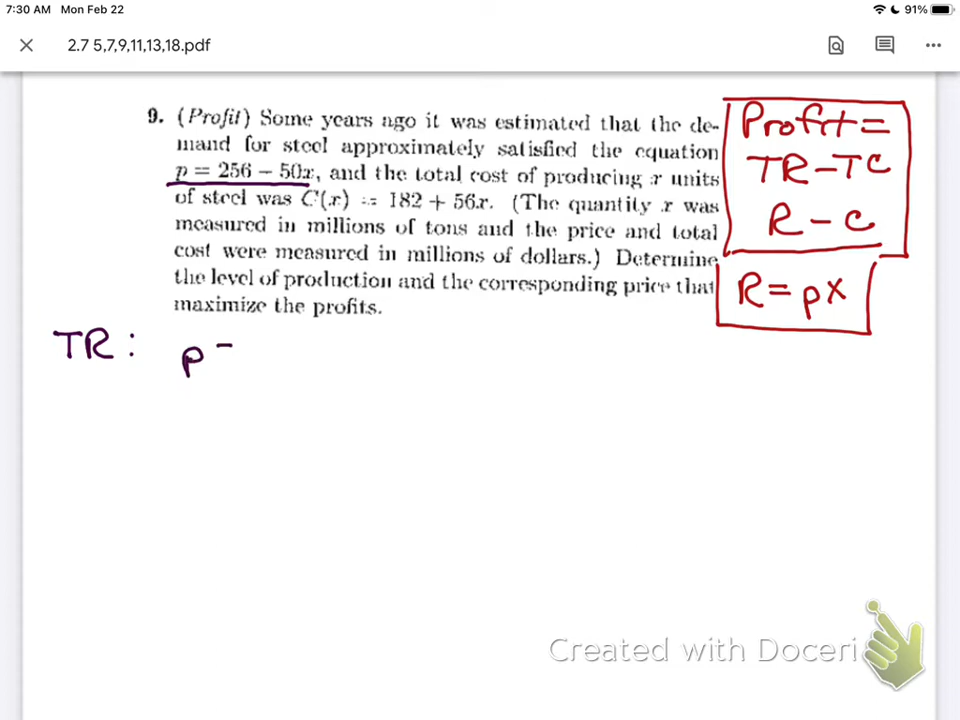 7:30 AM Mon Feb 22
91%
2.7 5,7,9,11,13,18.pdf
9. (Profit) Some years ago it was estimated that the de-
mand for steel approximately satisfied the equation
p = 256 – 50x, and the total cost of producing x units
of steel was C(x) = 182 + 56x. (The quantity x was
measured in millions of tons and the price and total
cost were measured in millions of dollars.) Determine
the level of production and the corresponding price that
maximize the profits.
Profit =
TR – TC
R – C
R = px
TR :
p –
Created with Doceri